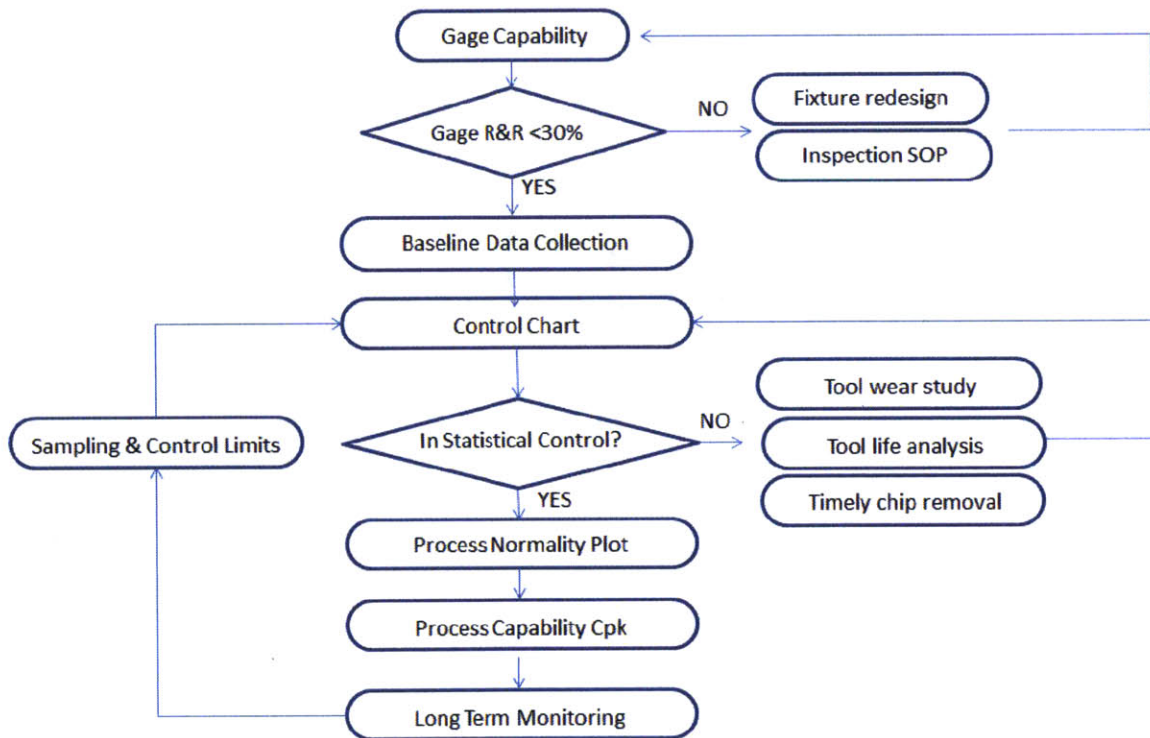 Gage Capability
Gage R&R <30%
NO
Fixture redesign
Inspection SOP
YES
Baseline Data Collection
Control Chart
In Statistical Control?
NO
Tool wear study
Tool life analysis
Timely chip removal
Sampling & Control Limits
YES
Process Normality Plot
Process Capability Cpk
Long Term Monitoring